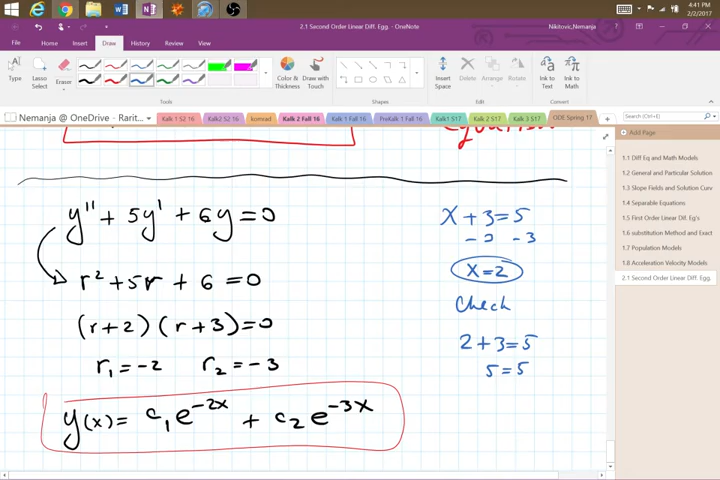 4:41 PM
2/2/2017
2.1 Second Order Linear Diff. Eqg. - OneNote
Nikitovic,Nemanja
File Home Insert Draw History Review View
Type
Lasso Select
Eraser
Color & Thickness
Draw with Touch
Insert Space
Delete
Arrange
Rotate
Ink to Text
Ink to Math
Tools
Shapes
Edit
Convert
Nemanja @ OneDrive - Rarit...
Kalk 1 S2 16
Kalk2 S2 16
komrad
Kalk 2 Fall 16
Kalk 1 Fall 16
PreKalk 1 Fall 16
Kalk 1 S17
Kalk 2 S17
Kalk 3 S17
ODE Spring 17
Search (Ctrl+E)
Add Page
1.1 Diff Eq and Math Models
1.2 General and Particular Solution
1.3 Slope Fields and Solution Curv
1.4 Separable Equations
1.5 First Order Linear Diff. Eg's
1.6 substitution Method and Exact
1.7 Population Models
1.8 Acceleration Velocity Models
2.1 Second Order Linear Diff. Egg.
y'' + 5y' + 6y = 0
r² + 5r + 6 = 0
(r+2) (r+3) = 0
r₁ = -2 r₂ = -3
y(x) = c₁e^-2x + c₂e^-3x
x + 3 = 5
-3 -3
x = 2
Check
2 + 3 = 5
5 = 5